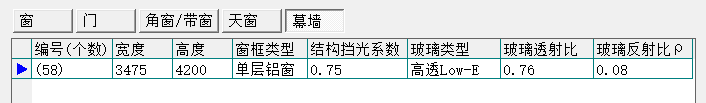 窗 门 角窗/带窗 天窗 幕墙
编号(个数) 宽度 高度 窗框类型 结构挡光系数 玻璃类型 玻璃透射比 玻璃反射比ρ
(58) 3475 4200 单层铝窗 0.75 高透Low-E 0.76 0.08